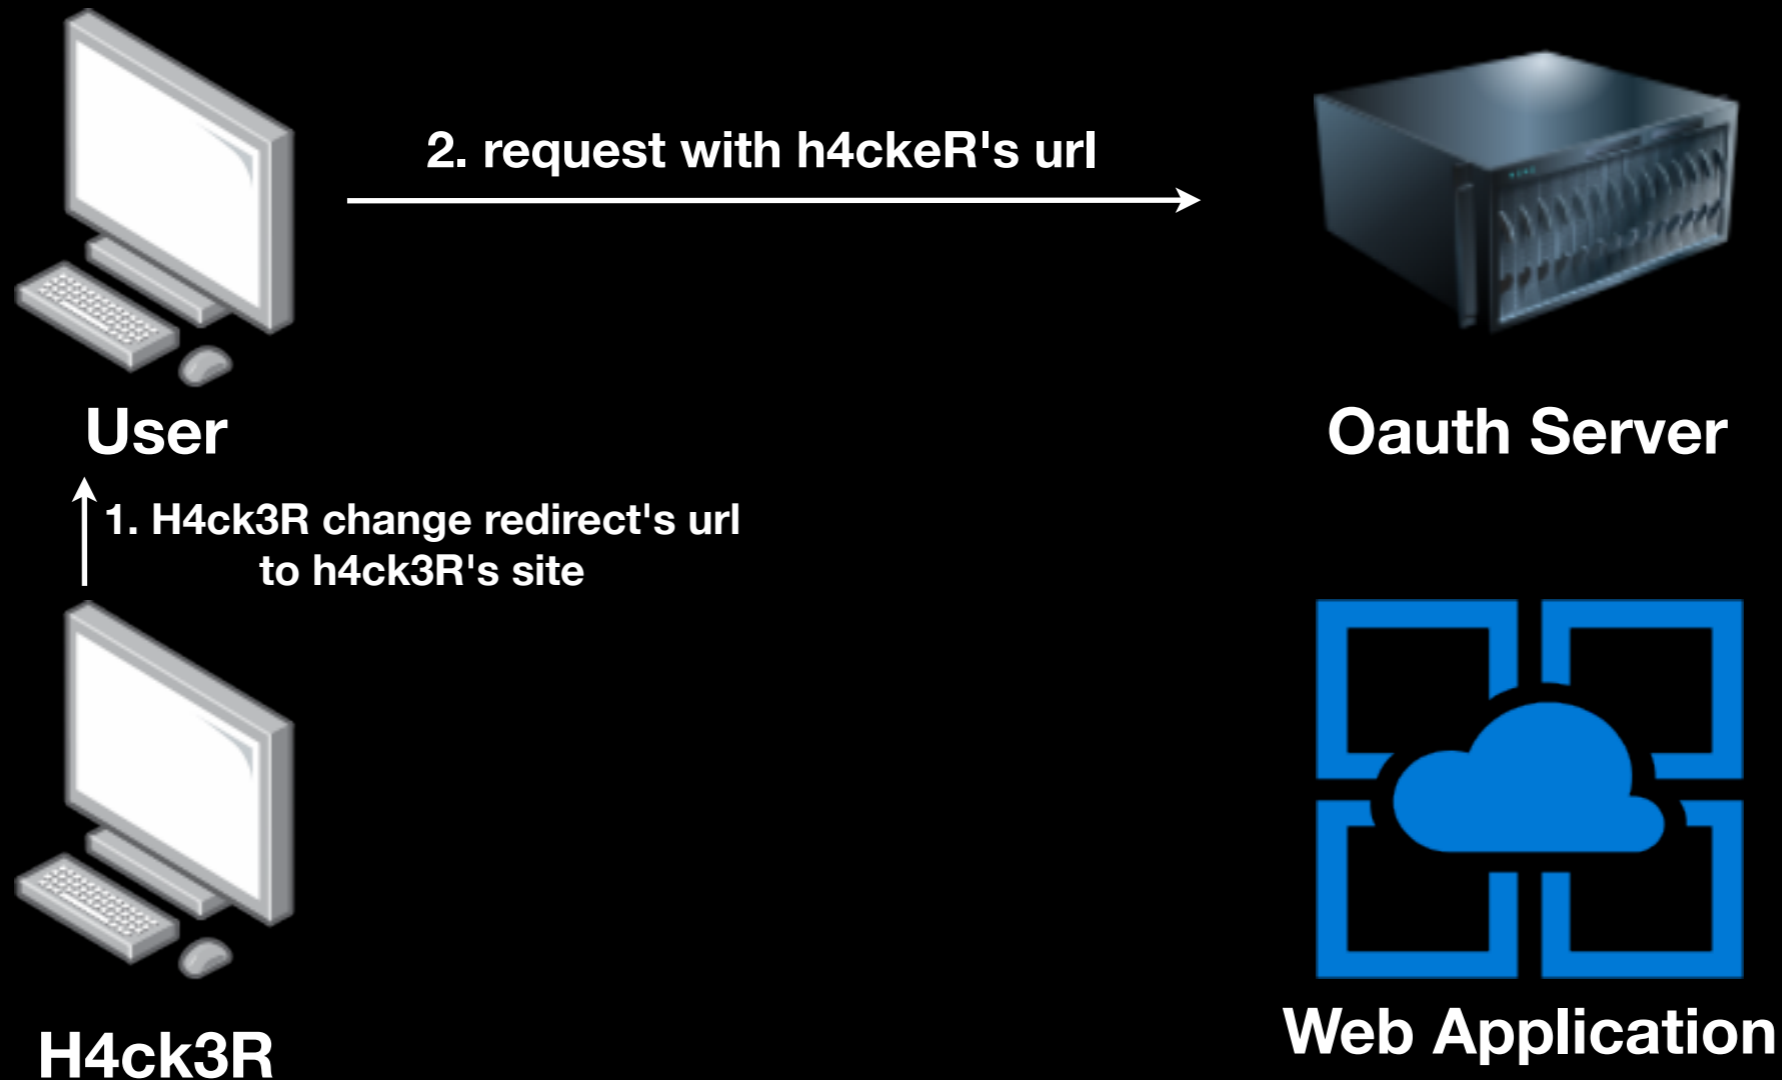 2. request with h4ckeR's url
User
Oauth Server
1. H4ck3R change redirect's url
to h4ck3R's site
H4ck3R
Web Application